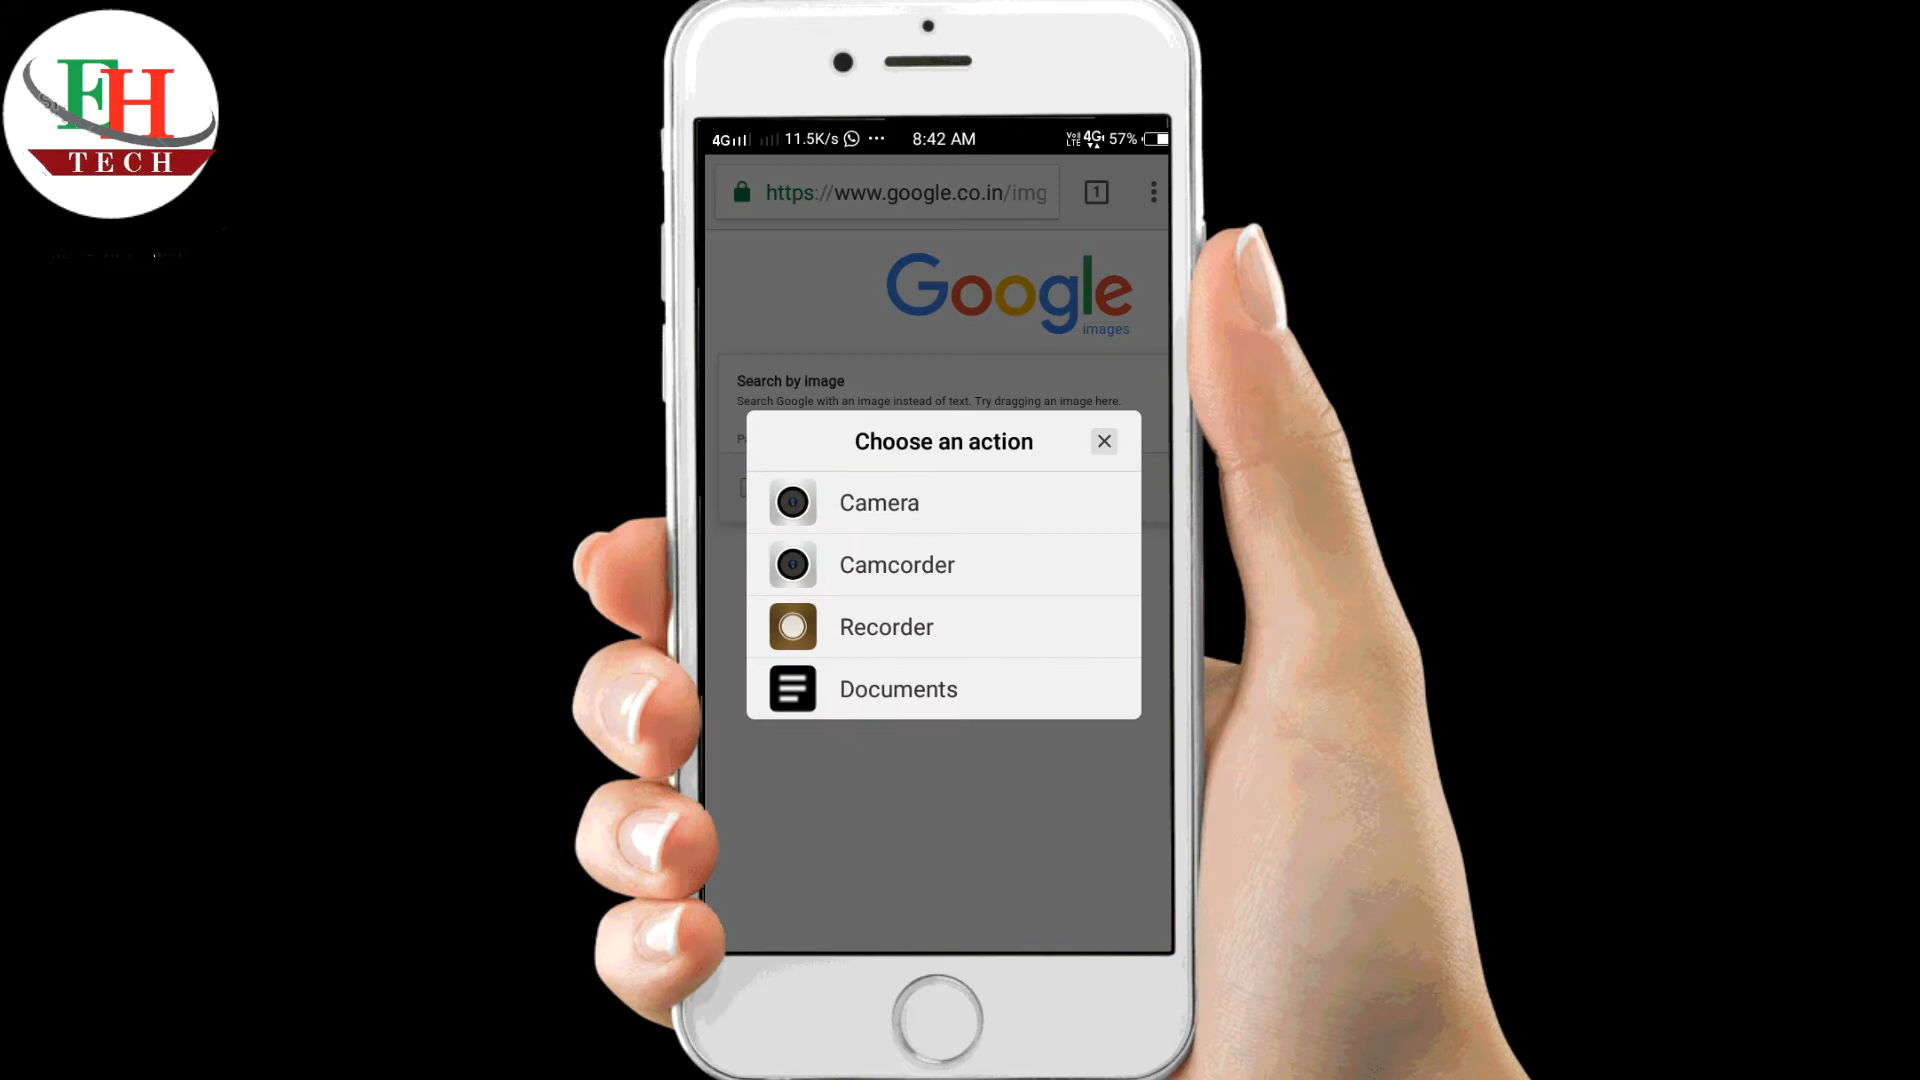 FH
TECH
4G 11.5K/s ... 8:42 AM VoLTE 4G 57%
https://www.google.co.in/img
1
Google
images
Search by image
Search Google with an image instead of text. Try dragging an image here.
Choose an action
Camera
Camcorder
Recorder
Documents